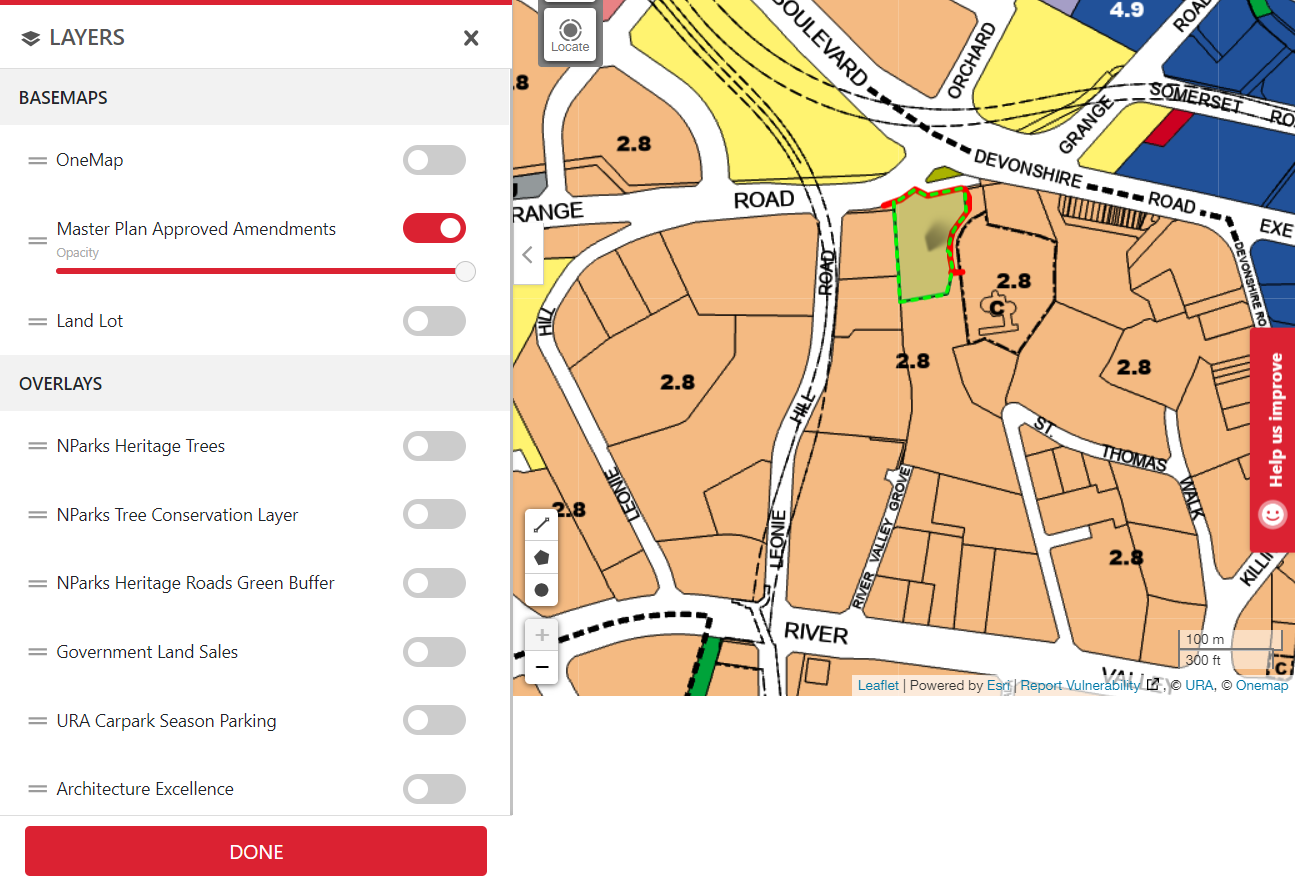 LAYERS
BASEMAPS
OneMap
Master Plan Approved Amendments
Opacity
Land Lot
OVERLAYS
NParks Heritage Trees
NParks Tree Conservation Layer
NParks Heritage Roads Green Buffer
Government Land Sales
URA Carpark Season Parking
Architecture Excellence
DONE
Locate
BOULEVARD
ORCHARD
4.9
ROAD
GRANGE
SOMERSET
RO
8
2.8
DEVONSHIRE
ROAD
EXE
DEVONSHIRE RO
RANGE
ROAD
ROAD
HILL
LEONIE
2.8
HILL
LEONIE
2.8
2.8
C
2.8
2.8
ST.
THOMAS
WALK
2.8
KILLI
RIVER VALLEY GROVE
RIVER
VALLEY
C
Help us improve
100 m
300 ft
Leaflet | Powered by Esri | Report Vulnerability , © URA, © Onemap